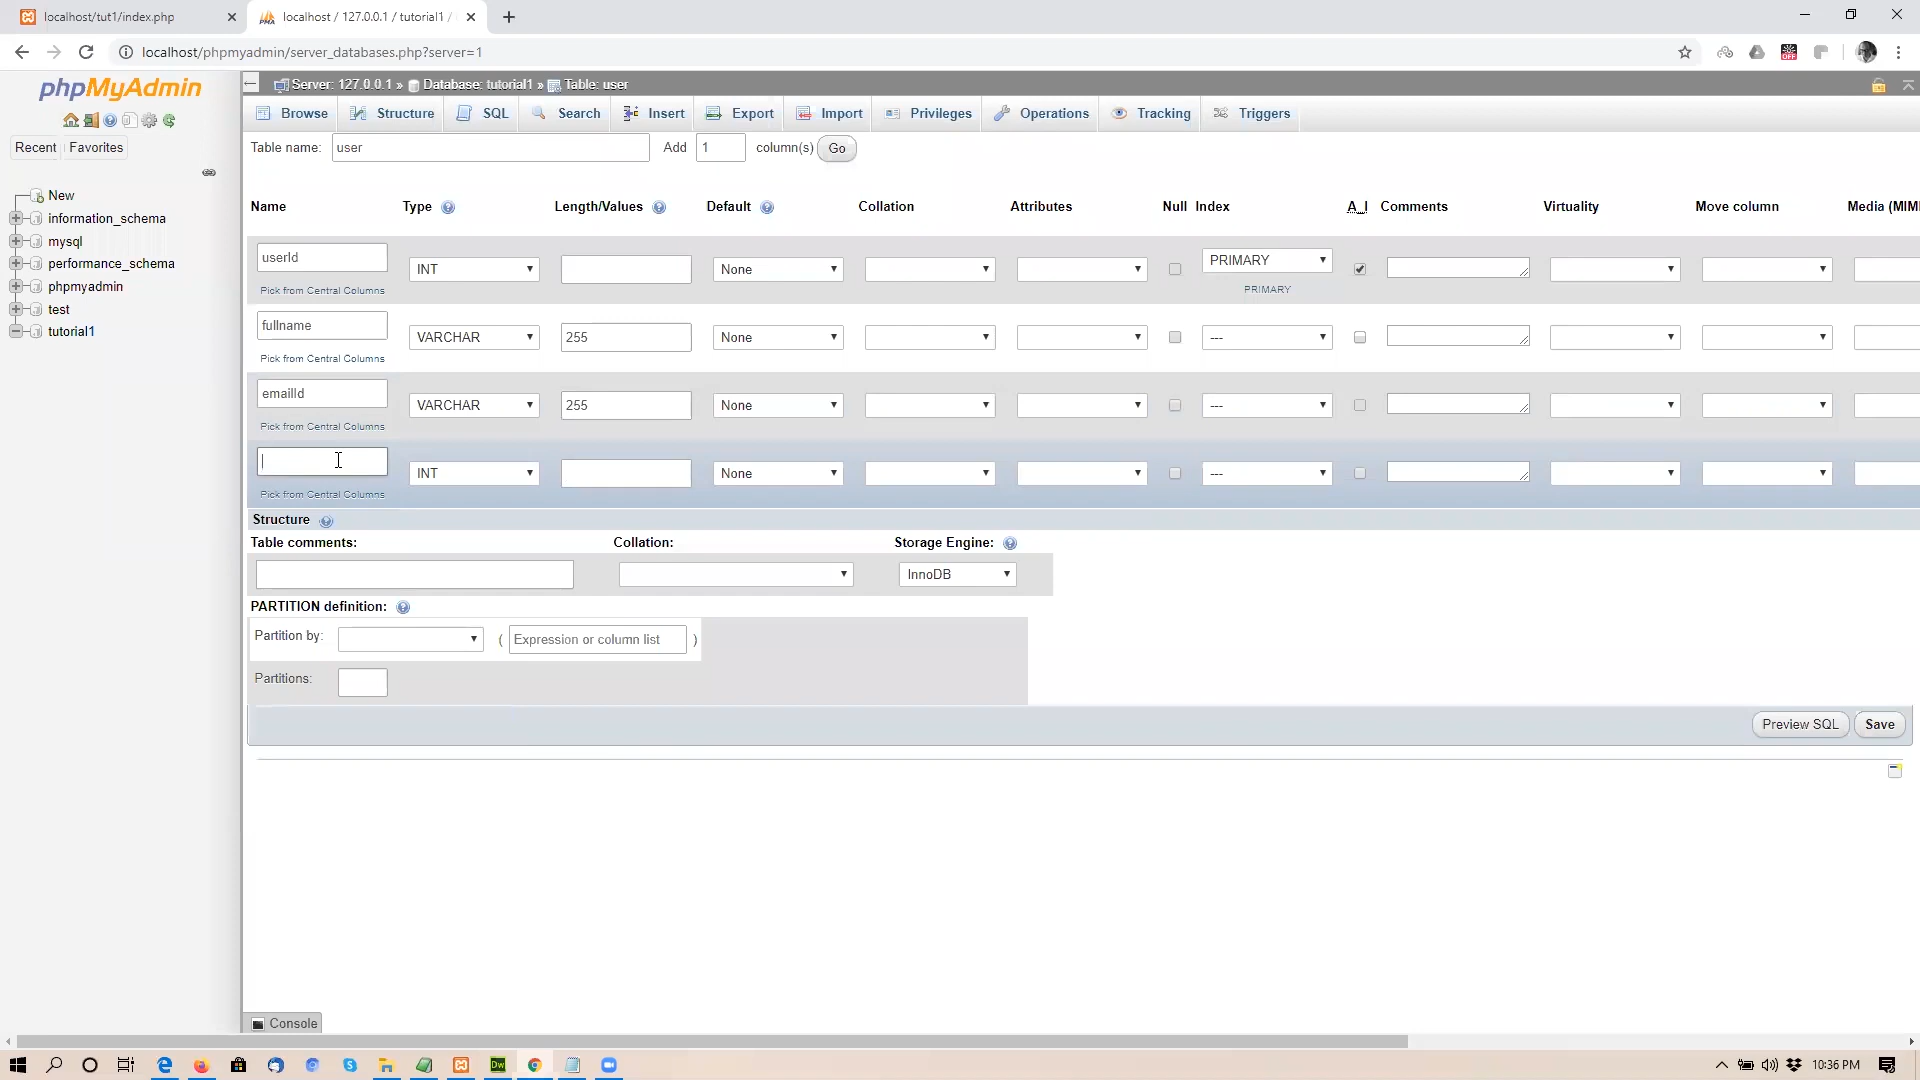 localhost/tut1/index.php
localhost / 127.0.0.1 / tutorial1 /
localhost/phpmyadmin/server_databases.php?server=1
phpMyAdmin
Recent Favorites
New
information_schema
mysql
performance_schema
phpmyadmin
test
tutorial1
Server: 127.0.0.1 » Database: tutorial1 » Table: user
Browse Structure SQL Search Insert Export Import Privileges Operations Tracking Triggers
Table name: user Add 1 column(s) Go
Name Type Length/Values Default Collation Attributes Null Index A_I Comments Virtuality Move column Media (MIM
userId INT None PRIMARY
Pick from Central Columns PRIMARY
fullname VARCHAR 255 None ---
Pick from Central Columns
emailId VARCHAR 255 None ---
Pick from Central Columns
INT None ---
Pick from Central Columns
Structure
Table comments: Collation: Storage Engine:
InnoDB
PARTITION definition:
Partition by: ( Expression or column list )
Partitions:
Preview SQL Save
Console
10:36 PM